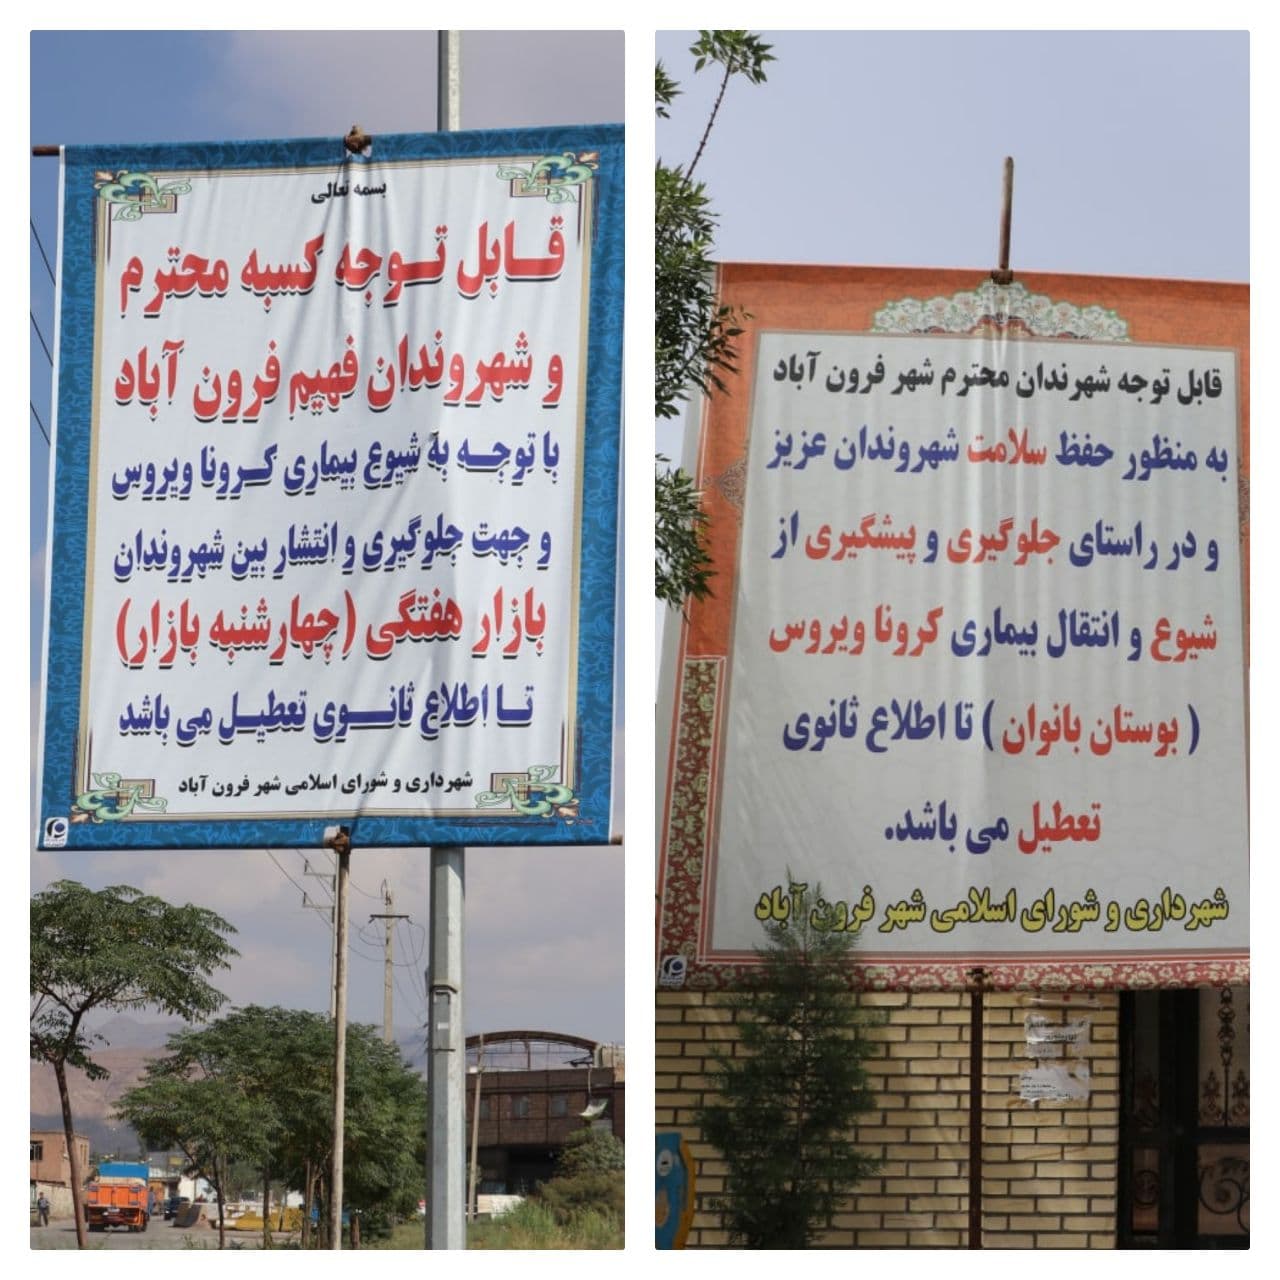 بسمه تعالی
قابل توجه کسبه محترم
و شهروندان فهیم فرون آباد
با توجه به شیوع بیماری کرونا ویروس
و جهت جلوگیری و انتشار بین شهروندان
بازار هفتگی (چهارشنبه بازار)
تا اطلاع ثانوی تعطیل می باشد
شهرداری و شورای اسلامی شهر فرون آباد
قابل توجه شهرندان محترم شهر فرون آباد
به منظور حفظ سلامت شهروندان عزیز
و در راستای جلوگیری و پیشگیری از
شیوع و انتقال بیماری کرونا ویروس
( بوستان بانوان ) تا اطلاع ثانوی
تعطیل می باشد.
شهرداری و شورای اسلامی شهر فرون آباد